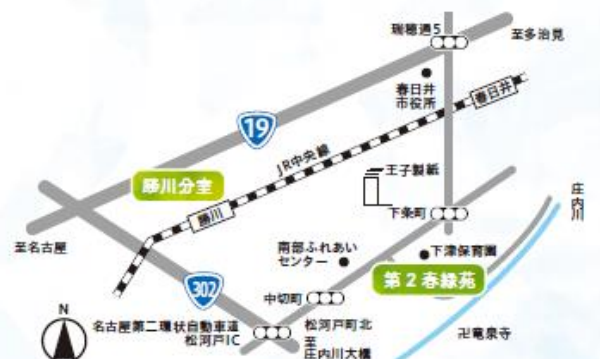 瑞穂通5
至多治見
春日井
市役所
春日井
19
JR中央線
王子製紙
勝川分室
勝川
下条町
庄内川
至名古屋
南部ふれあい
センター
下津保育園
第2春緑苑
302
中切町
N
名古屋第二環状自動車道
松河戸IC
松河戸町北
至
庄内川大橋
卍竜泉寺